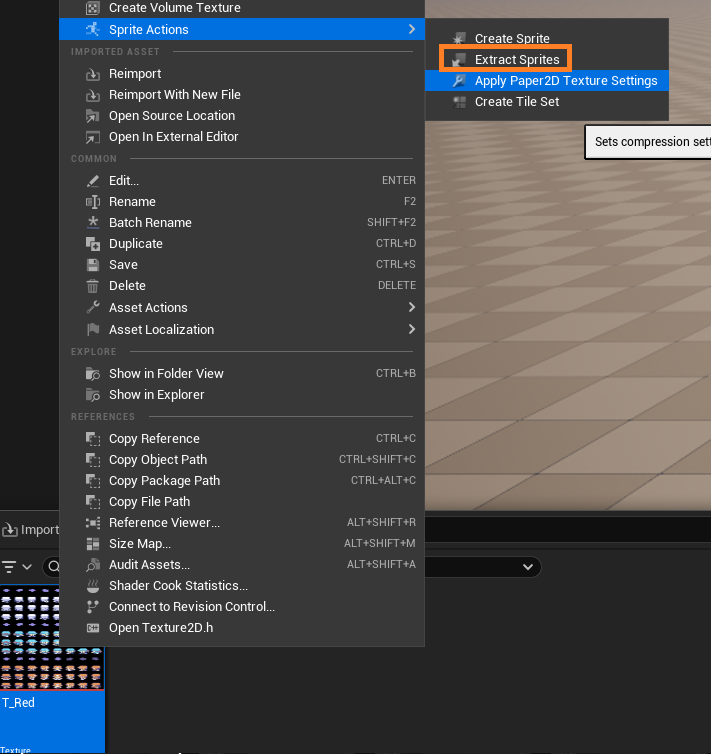 Create Volume Texture
Sprite Actions
IMPORTED ASSET
Reimport
Reimport With New File
Open Source Location
Open In External Editor
COMMON
Edit... ENTER
Rename F2
Batch Rename SHIFT+F2
Duplicate CTRL+D
Save CTRL+S
Delete DELETE
Asset Actions
Asset Localization
EXPLORE
Show in Folder View CTRL+B
Show in Explorer
REFERENCES
Copy Reference CTRL+C
Copy Object Path CTRL+SHIFT+C
Copy Package Path CTRL+ALT+C
Copy File Path
Reference Viewer... ALT+SHIFT+R
Size Map... ALT+SHIFT+M
Audit Assets... ALT+SHIFT+A
Shader Cook Statistics...
Connect to Revision Control...
Open Texture2D.h
Create Sprite
Extract Sprites
Apply Paper2D Texture Settings
Create Tile Set
Sets compression sett
Import
T_Red
Texture